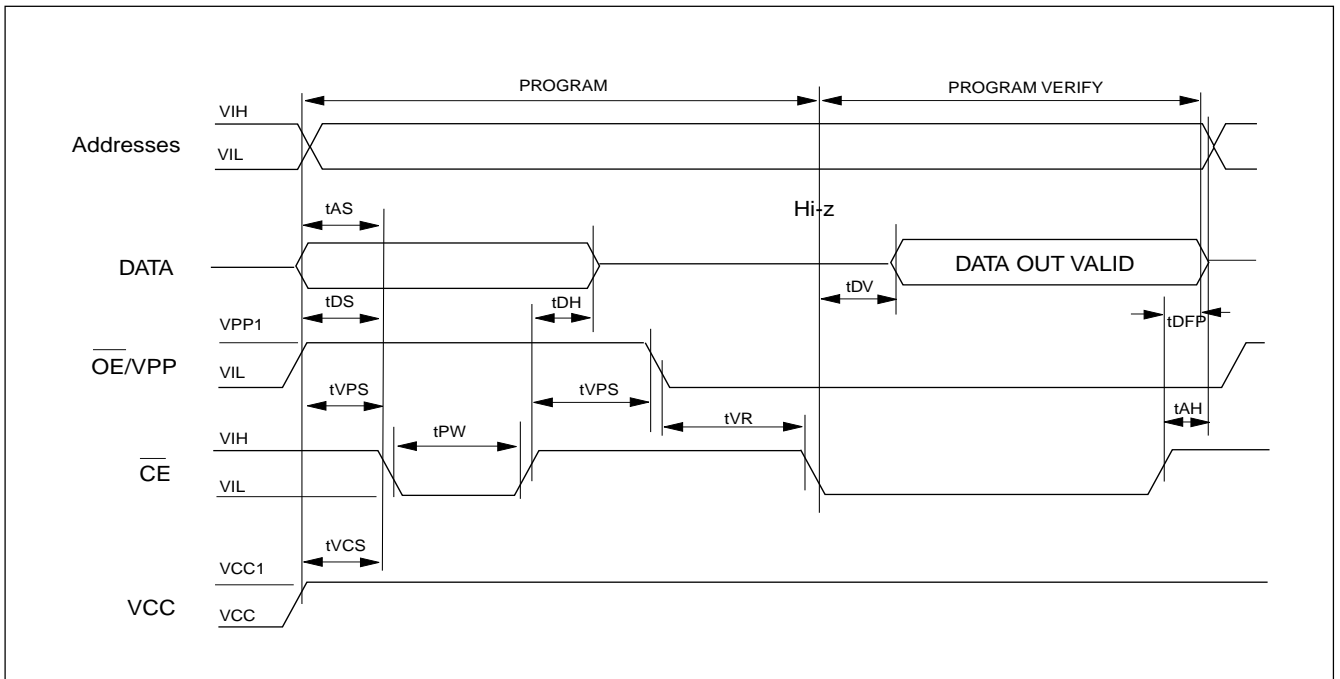 PROGRAM
PROGRAM VERIFY
VIH
Addresses
VIL
tAS
Hi-z
DATA
DATA OUT VALID
tDS
tDH
tDV
VPP1
tDFP
OE/VPP
VIL
tVPS
tVPS
tVR
tAH
VIH
tPW
CE
VIL
tVCS
VCC1
VCC
VCC